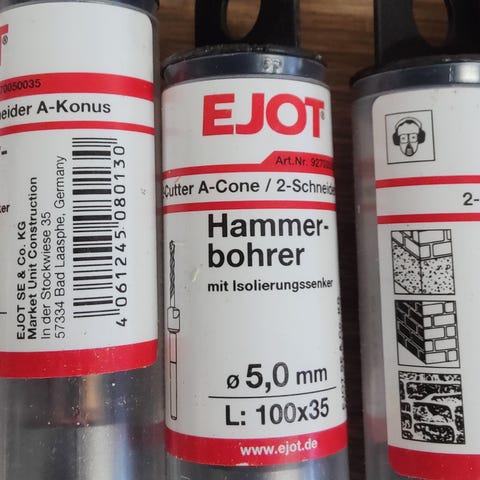 EJOT
70050035
neider A-Konus
EJOT SE & Co. KG
Market Unit Construction
In der Stockwiese 35
57334 Bad Laasphe, Germany
4 061245 080130
EJOT®
Art.Nr.
-Cutter A-Cone / 2-Schneide
Hammer-
bohrer
mit Isolierungssenker
ø 5,0 mm
L: 100x35
www.ejot.de
2-